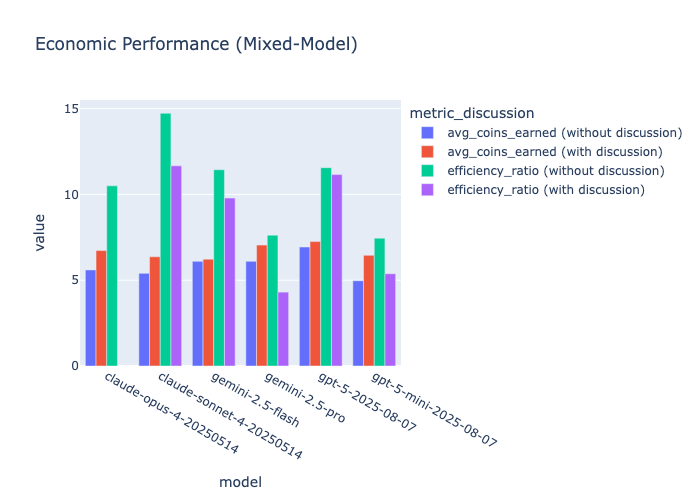 Economic Performance (Mixed-Model)
metric_discussion
avg_coins_earned (without discussion)
avg_coins_earned (with discussion)
efficiency_ratio (without discussion)
efficiency_ratio (with discussion)
value
15
10
5
0
claude-opus-4-20250514
claude-sonnet-4-20250514
gemini-2.5-flash
gemini-2.5-pro
gpt-5-2025-08-07
gpt-5-mini-2025-08-07
model